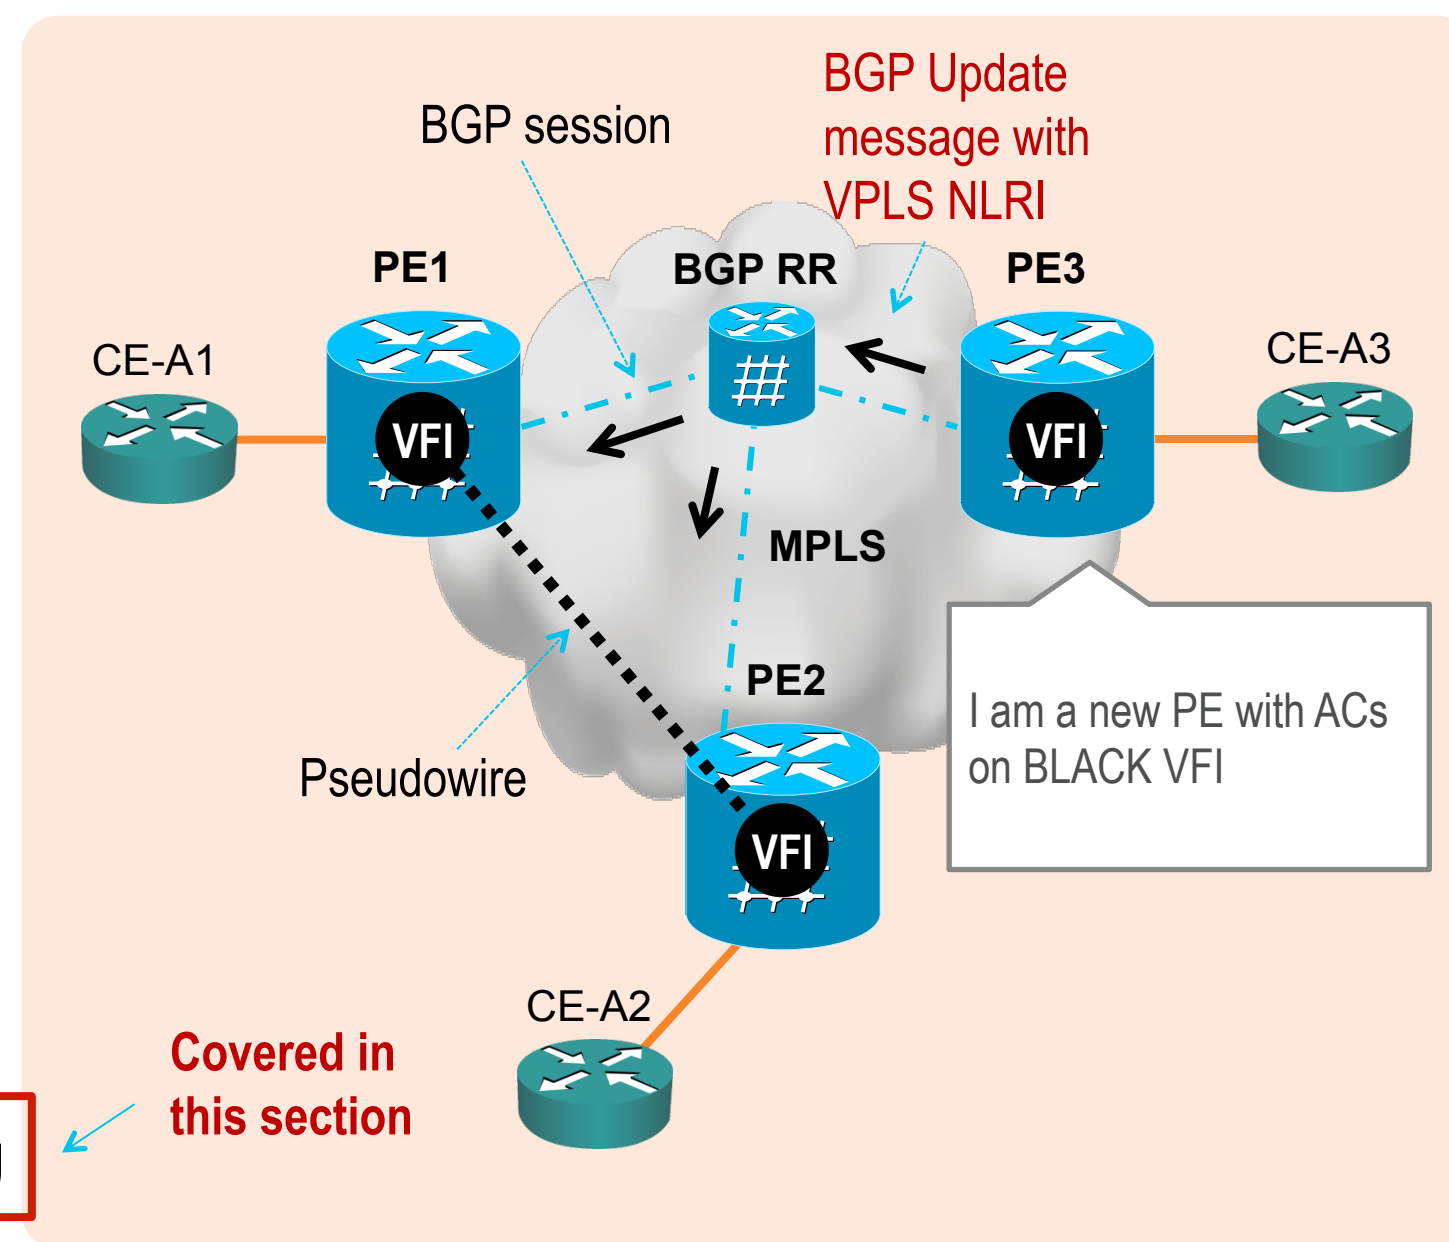 BGP Update
message with
VPLS NLRI
BGP session
PE1
BGP RR
PE3
CE-A1
CE-A3
VFI
VFI
MPLS
PE2
I am a new PE with ACs
on BLACK VFI
Pseudowire
VFI
CE-A2
Covered in
this section